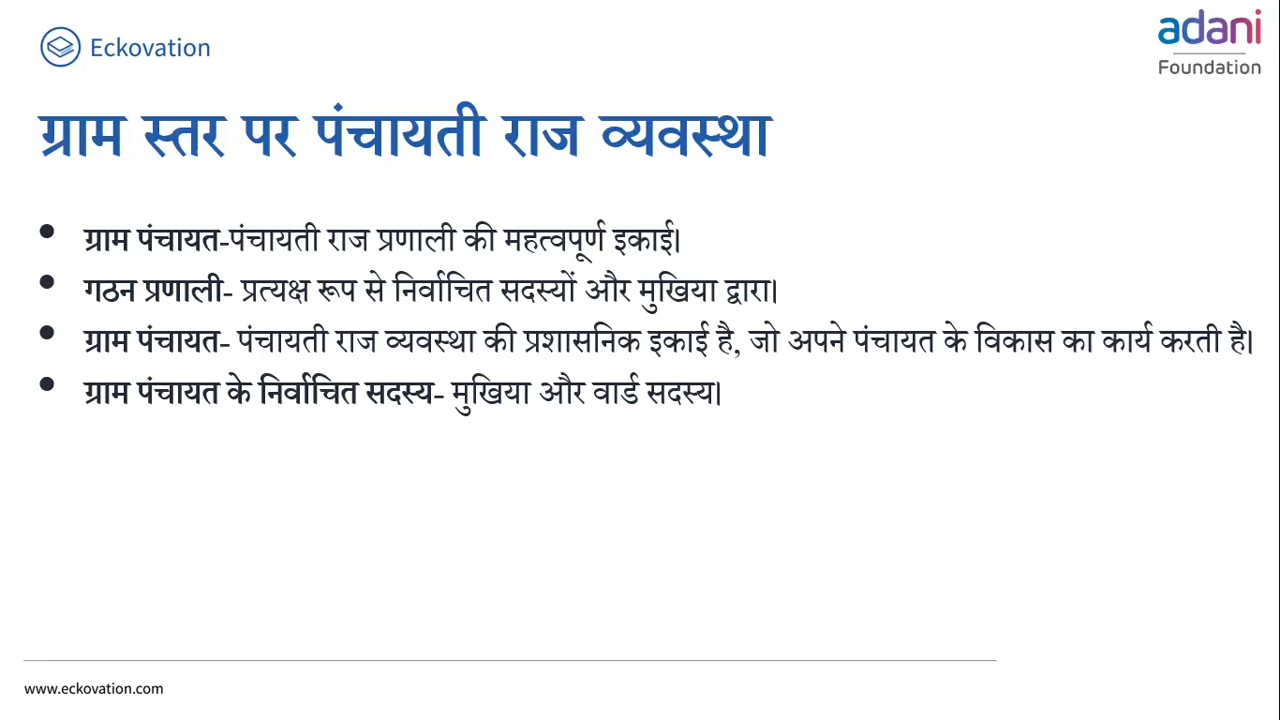 Eckovation
adani
Foundation
ग्राम स्तर पर पंचायती राज व्यवस्था
• ग्राम पंचायत-पंचायती राज प्रणाली की महत्वपूर्ण इकाई।
• गठन प्रणाली- प्रत्यक्ष रूप से निर्वाचित सदस्यों और मुखिया द्वारा।
• ग्राम पंचायत- पंचायती राज व्यवस्था की प्रशासनिक इकाई है, जो अपने पंचायत के विकास का कार्य करती है।
• ग्राम पंचायत के निर्वाचित सदस्य- मुखिया और वार्ड सदस्य।
www.eckovation.com